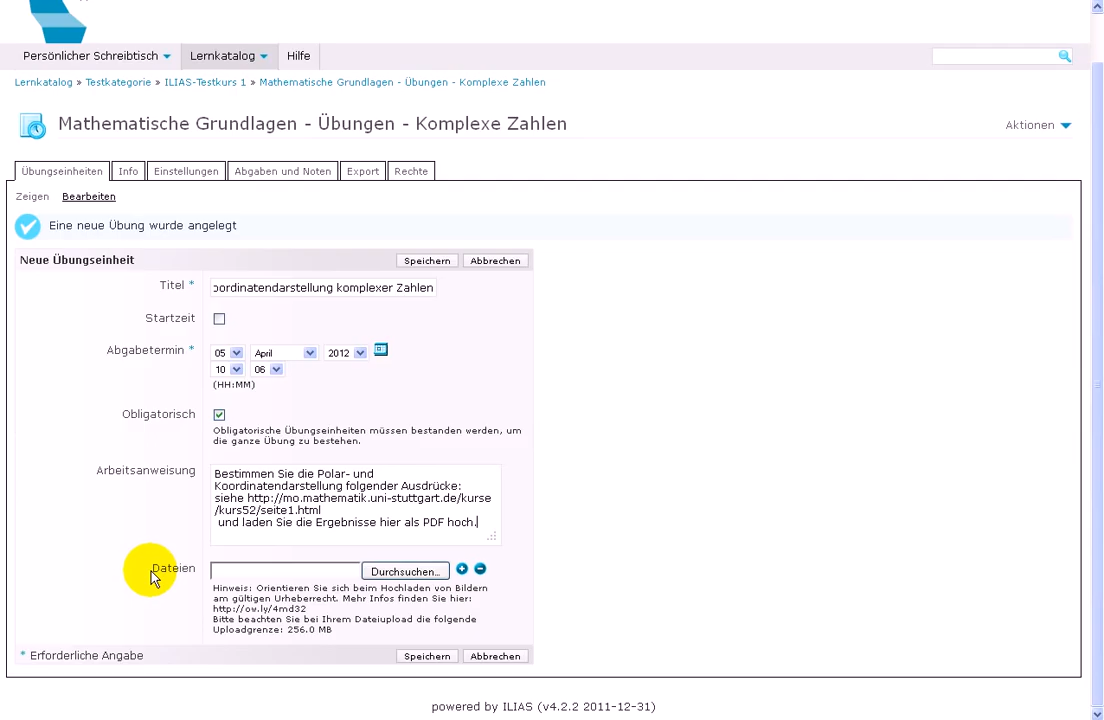 Persönlicher Schreibtisch Lernkatalog Hilfe
Lernkatalog » Testkategorie » ILIAS-Testkurs 1 » Mathematische Grundlagen - Übungen - Komplexe Zahlen
Mathematische Grundlagen - Übungen - Komplexe Zahlen
Aktionen
Übungseinheiten Info Einstellungen Abgaben und Noten Export Rechte
Zeigen Bearbeiten
Eine neue Übung wurde angelegt
Neue Übungseinheit Speichern Abbrechen
Titel * oordinatendarstellung komplexer Zahlen
Startzeit
Abgabetermin * 05 April 2012
10 06
(HH:MM)
Obligatorisch
Obligatorische Übungseinheiten müssen bestanden werden, um
die ganze Übung zu bestehen.
Arbeitsanweisung
Bestimmen Sie die Polar- und
Koordinatendarstellung folgender Ausdrücke:
siehe http://mo.mathematik.uni-stuttgart.de/kurse
/kurs52/seite1.html
und laden Sie die Ergebnisse hier als PDF hoch.
Dateien Durchsuchen...
Hinweis: Orientieren Sie sich beim Hochladen von Bildern
am gültigen Urheberrecht. Mehr Infos finden Sie hier:
http://ow.ly/4md32
Bitte beachten Sie bei Ihrem Dateiupload die folgende
Uploadgrenze: 256.0 MB
* Erforderliche Angabe Speichern Abbrechen
powered by ILIAS (v4.2.2 2011-12-31)